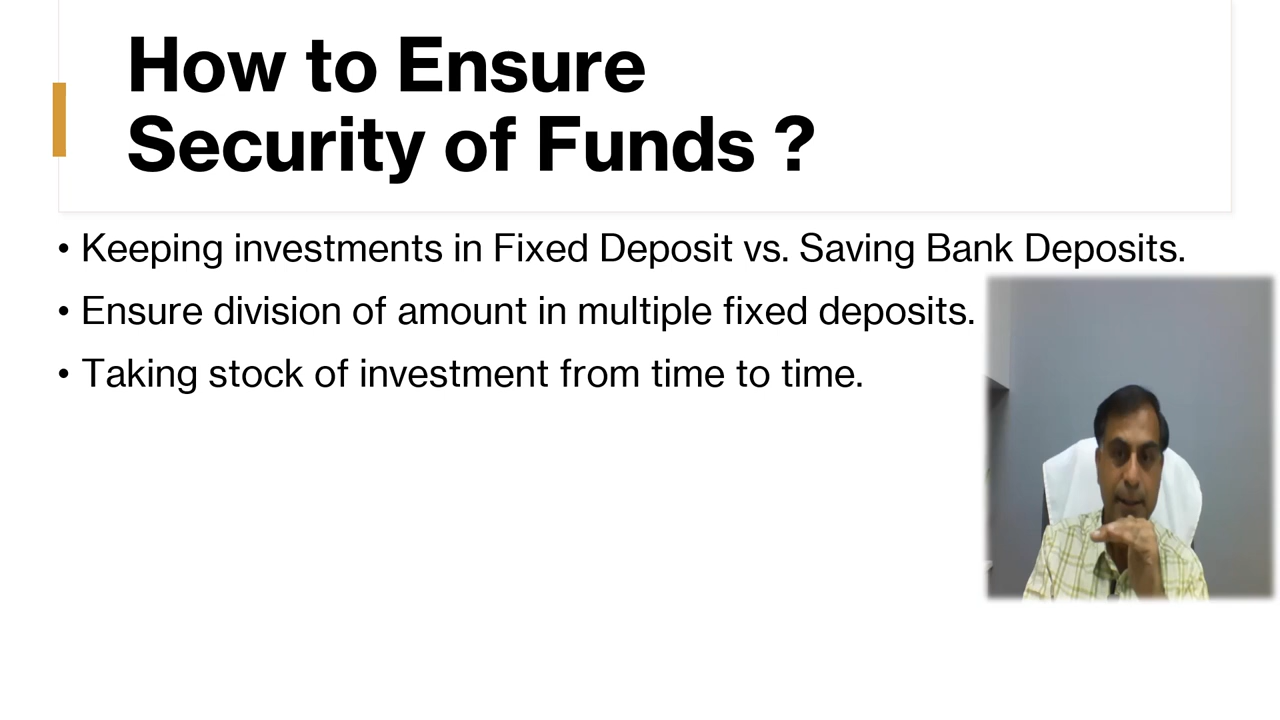 How to Ensure
Security of Funds ?
• Keeping investments in Fixed Deposit vs. Saving Bank Deposits.
• Ensure division of amount in multiple fixed deposits.
• Taking stock of investment from time to time.